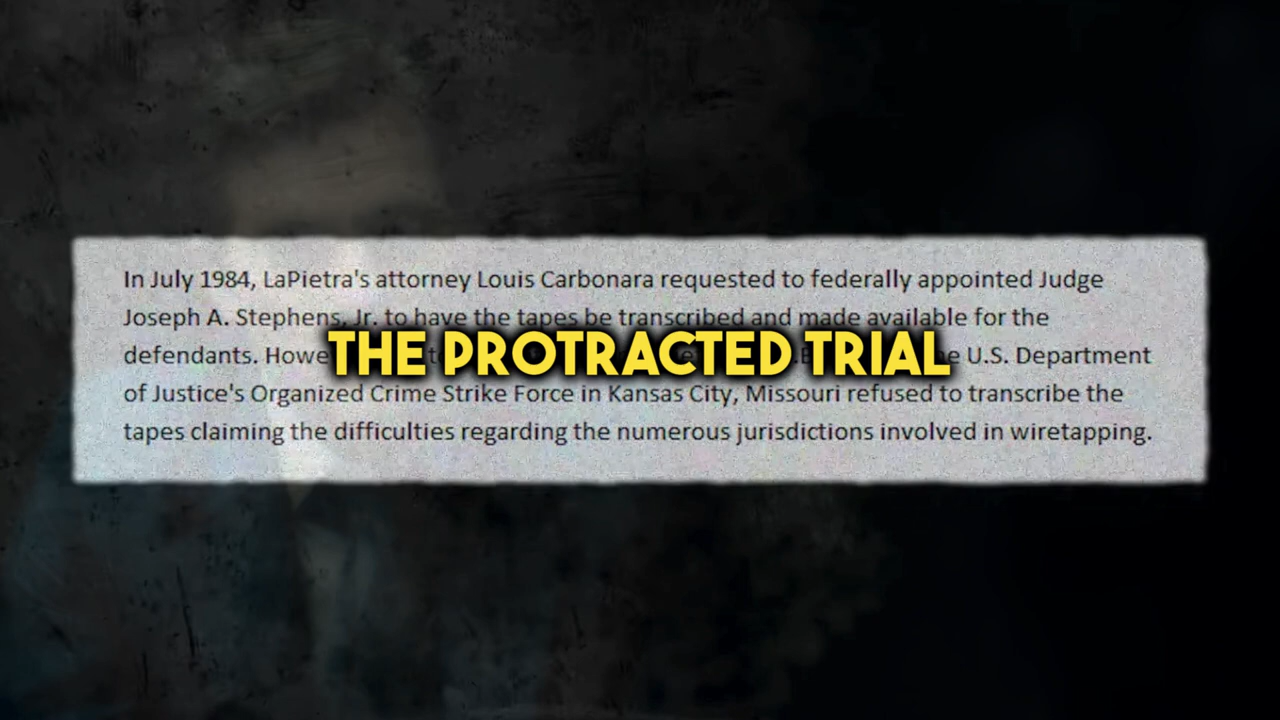 In July 1984, LaPietra's attorney Louis Carbonara requested to federally appointed Judge
Joseph A. Stephens, Jr. to have the tapes be transcribed and made available for the
defendants. U.S. Department
THE PROTRACTED TRIAL
of Justice's Organized Crime Strike Force in Kansas City, Missouri refused to transcribe the
tapes claiming the difficulties regarding the numerous jurisdictions involved in wiretapping.